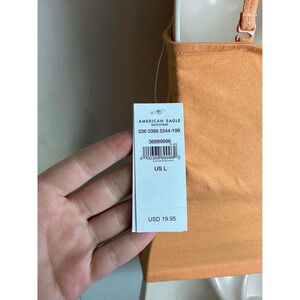 AMERICAN EAGLE
OUTFITTERS
036 0366 5344-199
36889996
US L
USD 19.95